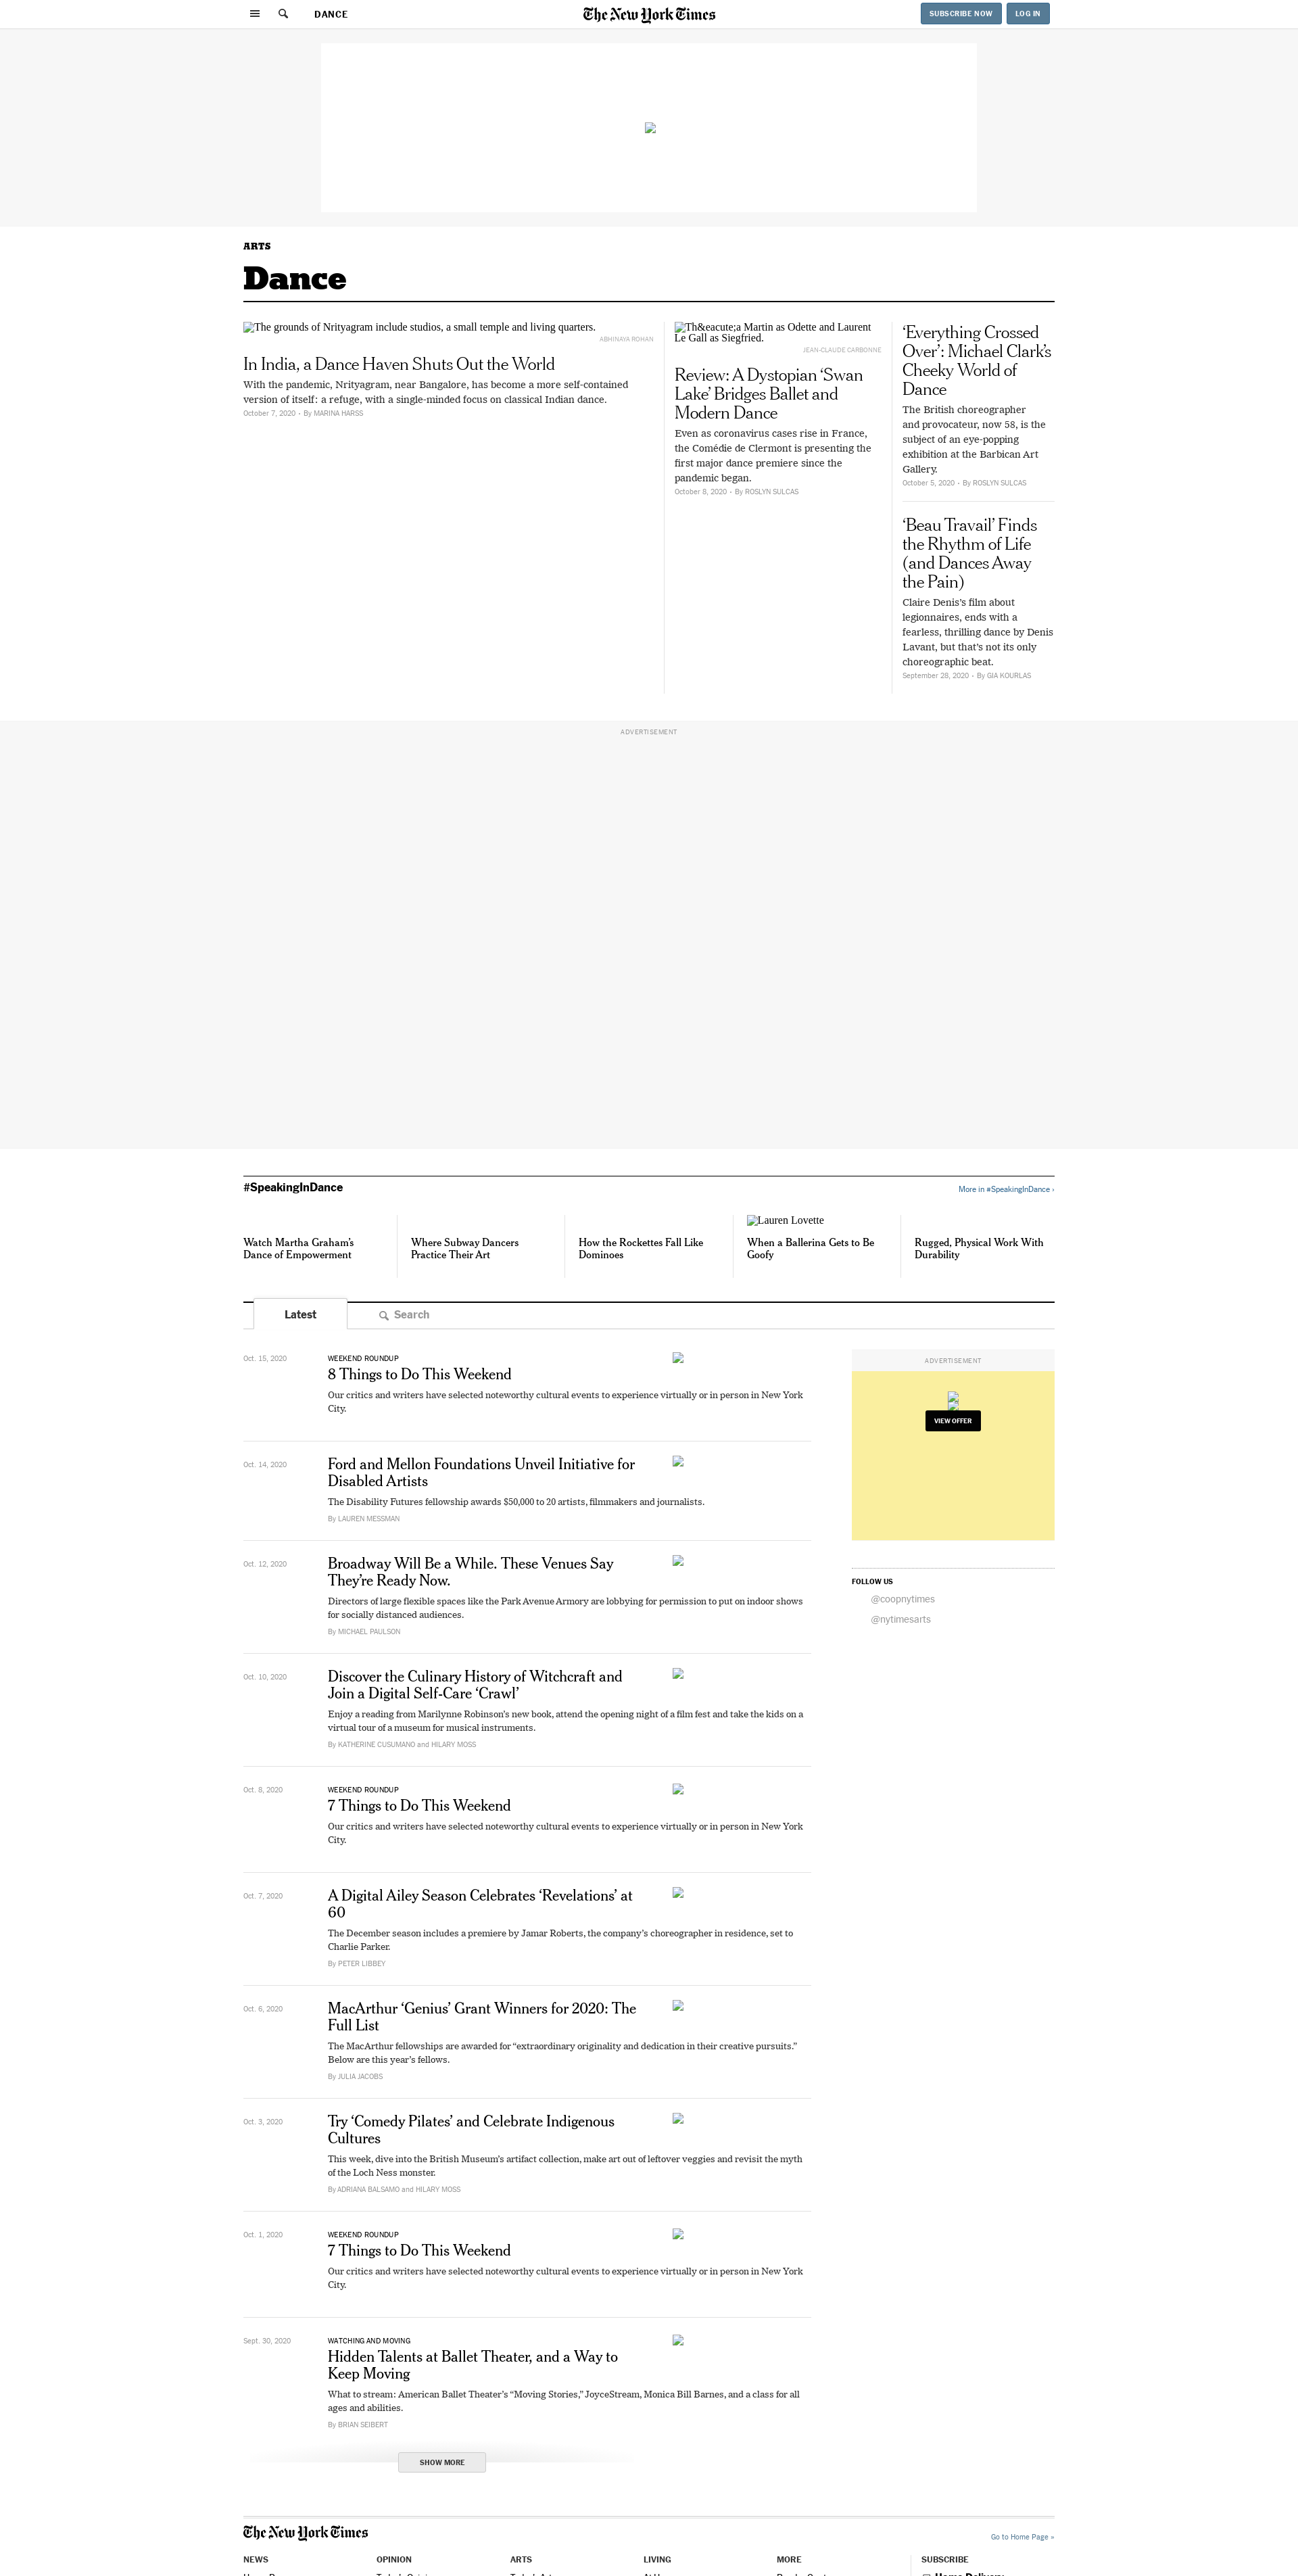 DANCE
The New York Times
SUBSCRIBE NOW
LOG IN
ARTS
Dance
The grounds of Nrityagram include studios, a small temple and living quarters.
ABHINAYA ROHAN
In India, a Dance Haven Shuts Out the World
With the pandemic, Nrityagram, near Bangalore, has become a more self-contained
version of itself: a refuge, with a single-minded focus on classical Indian dance.
October 7, 2020 • By MARINA HARSS
Th&eacute;a Martin as Odette and Laurent
Le Gall as Siegfried.
JEAN-CLAUDE CARBONNE
Review: A Dystopian ‘Swan
Lake’ Bridges Ballet and
Modern Dance
Even as coronavirus cases rise in France,
the Comédie de Clermont is presenting the
first major dance premiere since the
pandemic began.
October 8, 2020 • By ROSLYN SULCAS
‘Everything Crossed
Over’: Michael Clark’s
Cheeky World of
Dance
The British choreographer
and provocateur, now 58, is the
subject of an eye-popping
exhibition at the Barbican Art
Gallery.
October 5, 2020 • By ROSLYN SULCAS
‘Beau Travail’ Finds
the Rhythm of Life
(and Dances Away
the Pain)
Claire Denis’s film about
legionnaires, ends with a
fearless, thrilling dance by Denis
Lavant, but that’s not its only
choreographic beat.
September 28, 2020 • By GIA KOURLAS
ADVERTISEMENT
#SpeakingInDance
More in #SpeakingInDance ›
Watch Martha Graham’s
Dance of Empowerment
Where Subway Dancers
Practice Their Art
How the Rockettes Fall Like
Dominoes
Lauren Lovette
When a Ballerina Gets to Be
Goofy
Rugged, Physical Work With
Durability
Latest
Search
Oct. 15, 2020
WEEKEND ROUNDUP
8 Things to Do This Weekend
Our critics and writers have selected noteworthy cultural events to experience virtually or in person in New York
City.
Oct. 14, 2020
Ford and Mellon Foundations Unveil Initiative for
Disabled Artists
The Disability Futures fellowship awards $50,000 to 20 artists, filmmakers and journalists.
By LAUREN MESSMAN
Oct. 12, 2020
Broadway Will Be a While. These Venues Say
They’re Ready Now.
Directors of large flexible spaces like the Park Avenue Armory are lobbying for permission to put on indoor shows
for socially distanced audiences.
By MICHAEL PAULSON
Oct. 10, 2020
Discover the Culinary History of Witchcraft and
Join a Digital Self-Care ‘Crawl’
Enjoy a reading from Marilynne Robinson’s new book, attend the opening night of a film fest and take the kids on a
virtual tour of a museum for musical instruments.
By KATHERINE CUSUMANO and HILARY MOSS
Oct. 8, 2020
WEEKEND ROUNDUP
7 Things to Do This Weekend
Our critics and writers have selected noteworthy cultural events to experience virtually or in person in New York
City.
Oct. 7, 2020
A Digital Ailey Season Celebrates ‘Revelations’ at
60
The December season includes a premiere by Jamar Roberts, the company’s choreographer in residence, set to
Charlie Parker.
By PETER LIBBEY
Oct. 6, 2020
MacArthur ‘Genius’ Grant Winners for 2020: The
Full List
The MacArthur fellowships are awarded for “extraordinary originality and dedication in their creative pursuits.”
Below are this year’s fellows.
By JULIA JACOBS
Oct. 3, 2020
Try ‘Comedy Pilates’ and Celebrate Indigenous
Cultures
This week, dive into the British Museum’s artifact collection, make art out of leftover veggies and revisit the myth
of the Loch Ness monster.
By ADRIANA BALSAMO and HILARY MOSS
Oct. 1, 2020
WEEKEND ROUNDUP
7 Things to Do This Weekend
Our critics and writers have selected noteworthy cultural events to experience virtually or in person in New York
City.
Sept. 30, 2020
WATCHING AND MOVING
Hidden Talents at Ballet Theater, and a Way to
Keep Moving
What to stream: American Ballet Theater’s “Moving Stories,” JoyceStream, Monica Bill Barnes, and a class for all
ages and abilities.
By BRIAN SEIBERT
SHOW MORE
ADVERTISEMENT
VIEW OFFER
FOLLOW US
@coopnytimes
@nytimesarts
The New York Times
Go to Home Page »
NEWS
OPINION
ARTS
LIVING
MORE
SUBSCRIBE